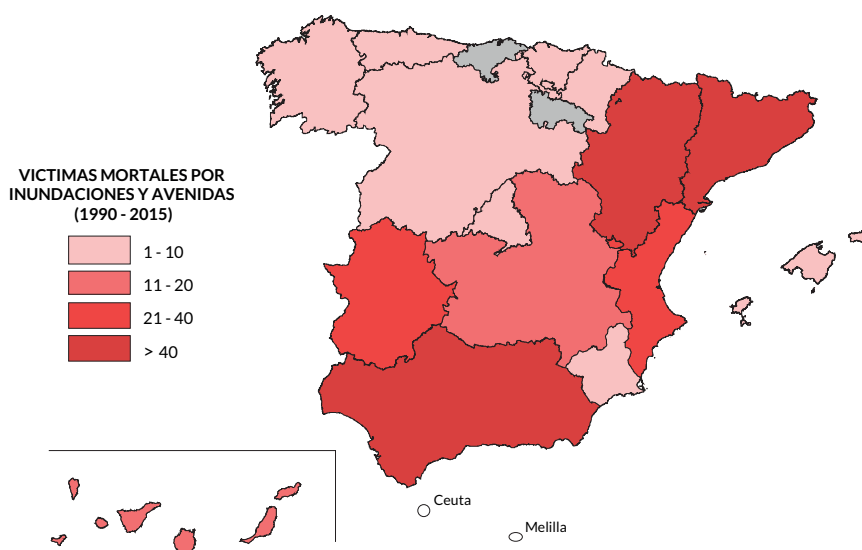 VICTIMAS MORTALES POR
INUNDACIONES Y AVENIDAS
(1990 - 2015)
1 - 10
11 - 20
21 - 40
> 40
Ceuta
Melilla